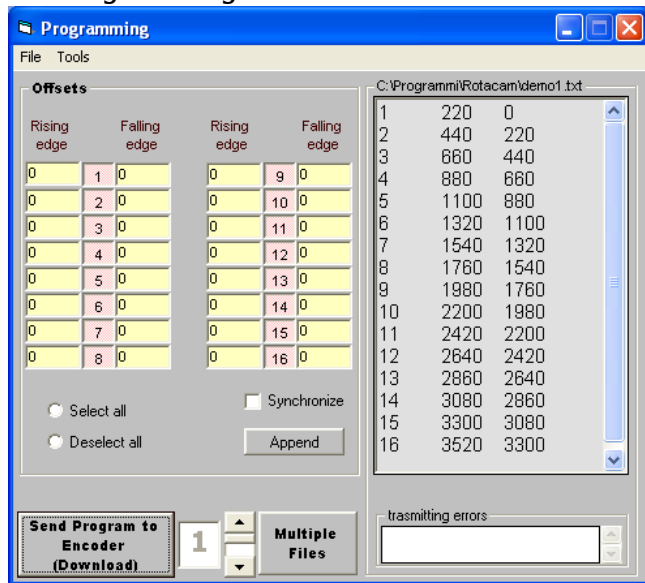 Programming
File Tools
Offsets
Rising edge Falling edge Rising edge Falling edge
0 1 0 0 9 0
0 2 0 0 10 0
0 3 0 0 11 0
0 4 0 0 12 0
0 5 0 0 13 0
0 6 0 0 14 0
0 7 0 0 15 0
0 8 0 0 16 0
Select all
Deselect all
Synchronize
Append
C:\Programmi\Rotacam\demo1.txt
1 220 0
2 440 220
3 660 440
4 880 660
5 1100 880
6 1320 1100
7 1540 1320
8 1760 1540
9 1980 1760
10 2200 1980
11 2420 2200
12 2640 2420
13 2860 2640
14 3080 2860
15 3300 3080
16 3520 3300
Send Program to
Encoder
(Download)
1
Multiple
Files
trasmitting errors